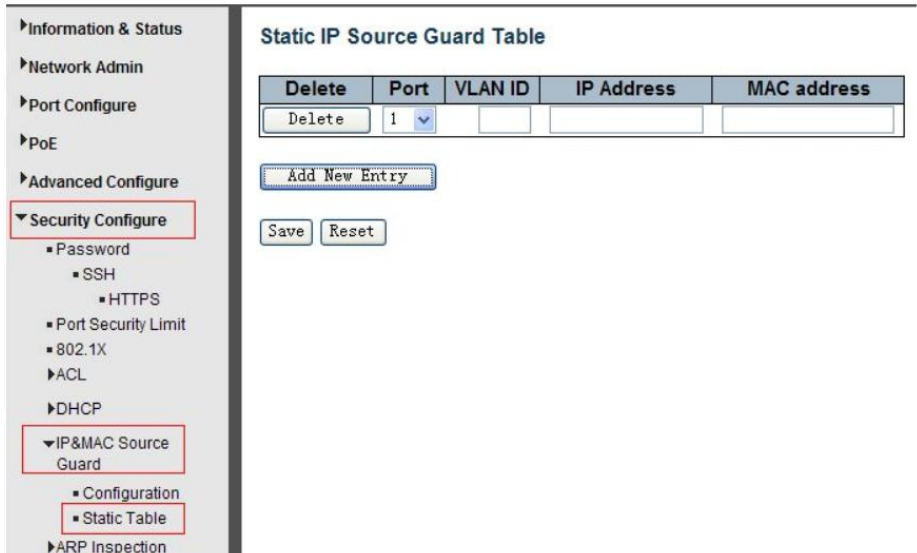 Information & Status
Network Admin
Port Configure
PoE
Advanced Configure
Security Configure
Password
SSH
HTTPS
Port Security Limit
802.1X
ACL
DHCP
IP&MAC Source
Guard
Configuration
Static Table
ARP Inspection
Static IP Source Guard Table
Delete Port VLAN ID IP Address MAC address
Delete 1
Add New Entry
Save Reset